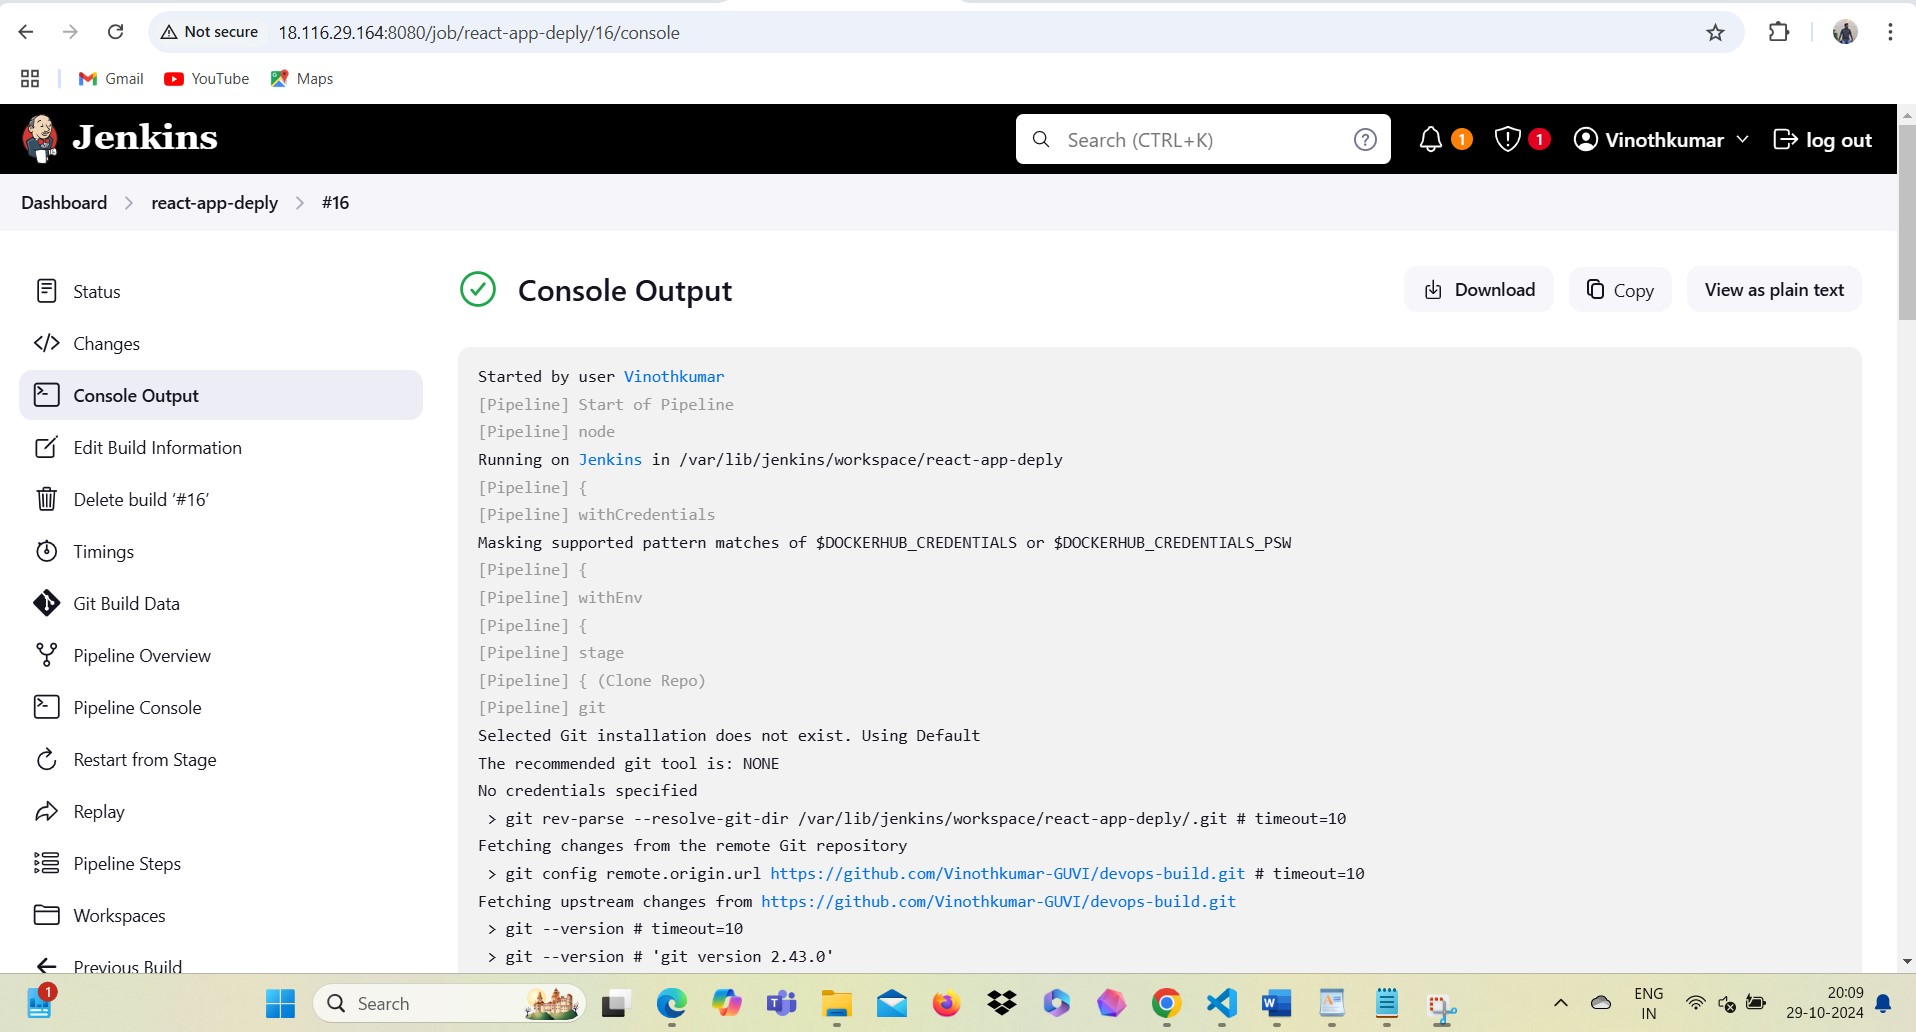 Not secure 18.116.29.164:8080/job/react-app-deply/16/console
Gmail YouTube Maps
Jenkins Search (CTRL+K) ? 1 1 Vinothkumar log out
Dashboard react-app-deply #16
Status
Changes
Console Output
Edit Build Information
Delete build ‘#16’
Timings
Git Build Data
Pipeline Overview
Pipeline Console
Restart from Stage
Replay
Pipeline Steps
Workspaces
Previous Build
Console Output Download Copy View as plain text
Started by user Vinothkumar
[Pipeline] Start of Pipeline
[Pipeline] node
Running on Jenkins in /var/lib/jenkins/workspace/react-app-deply
[Pipeline] {
[Pipeline] withCredentials
Masking supported pattern matches of $DOCKERHUB_CREDENTIALS or $DOCKERHUB_CREDENTIALS_PSW
[Pipeline] {
[Pipeline] withEnv
[Pipeline] {
[Pipeline] stage
[Pipeline] { (Clone Repo)
[Pipeline] git
Selected Git installation does not exist. Using Default
The recommended git tool is: NONE
No credentials specified
> git rev-parse --resolve-git-dir /var/lib/jenkins/workspace/react-app-deply/.git # timeout=10
Fetching changes from the remote Git repository
> git config remote.origin.url https://github.com/Vinothkumar-GUVI/devops-build.git # timeout=10
Fetching upstream changes from https://github.com/Vinothkumar-GUVI/devops-build.git
> git --version # timeout=10
> git --version # 'git version 2.43.0'
1 Search ENG 20:09
IN 29-10-2024